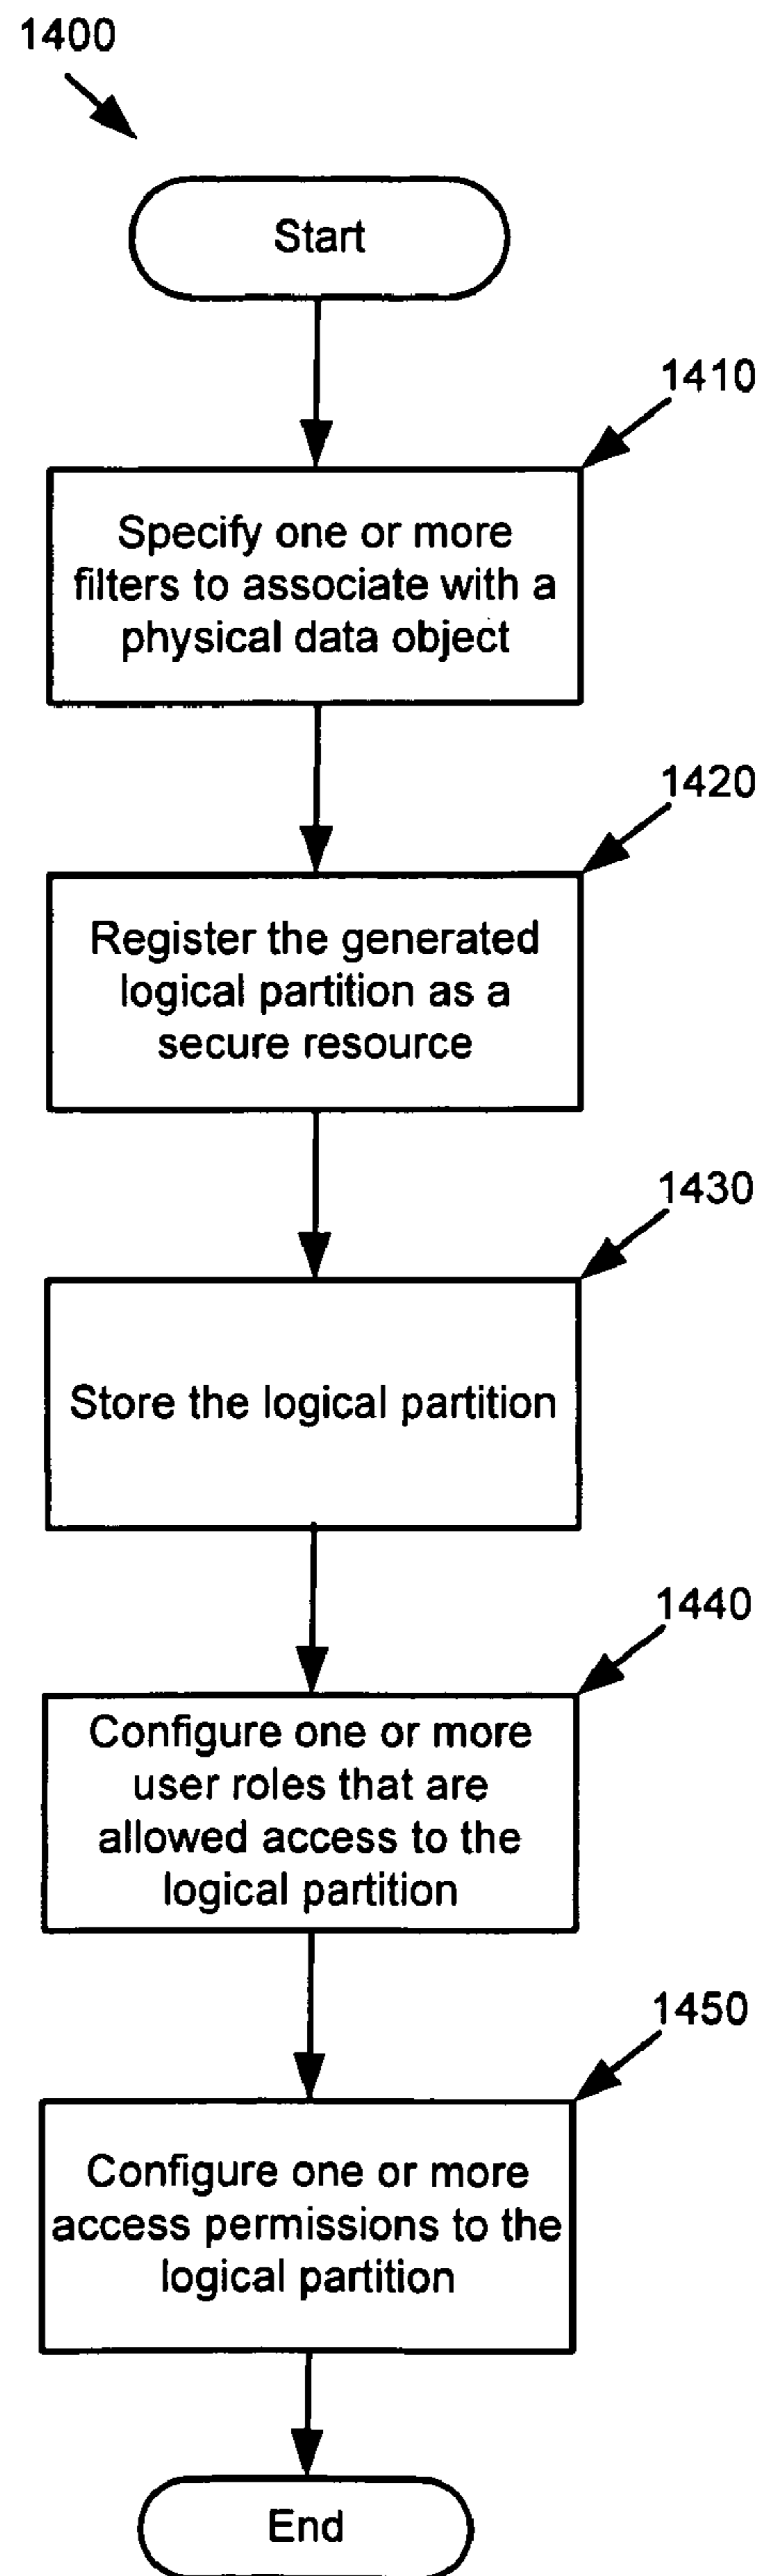 1400
Start
1410
Specify one or more
filters to associate with a
physical data object
1420
Register the generated
logical partition as a
secure resource
1430
Store the logical partition
1440
Configure one or more
user roles that are
allowed access to the
logical partition
1450
Configure one or more
access permissions to the
logical partition
End